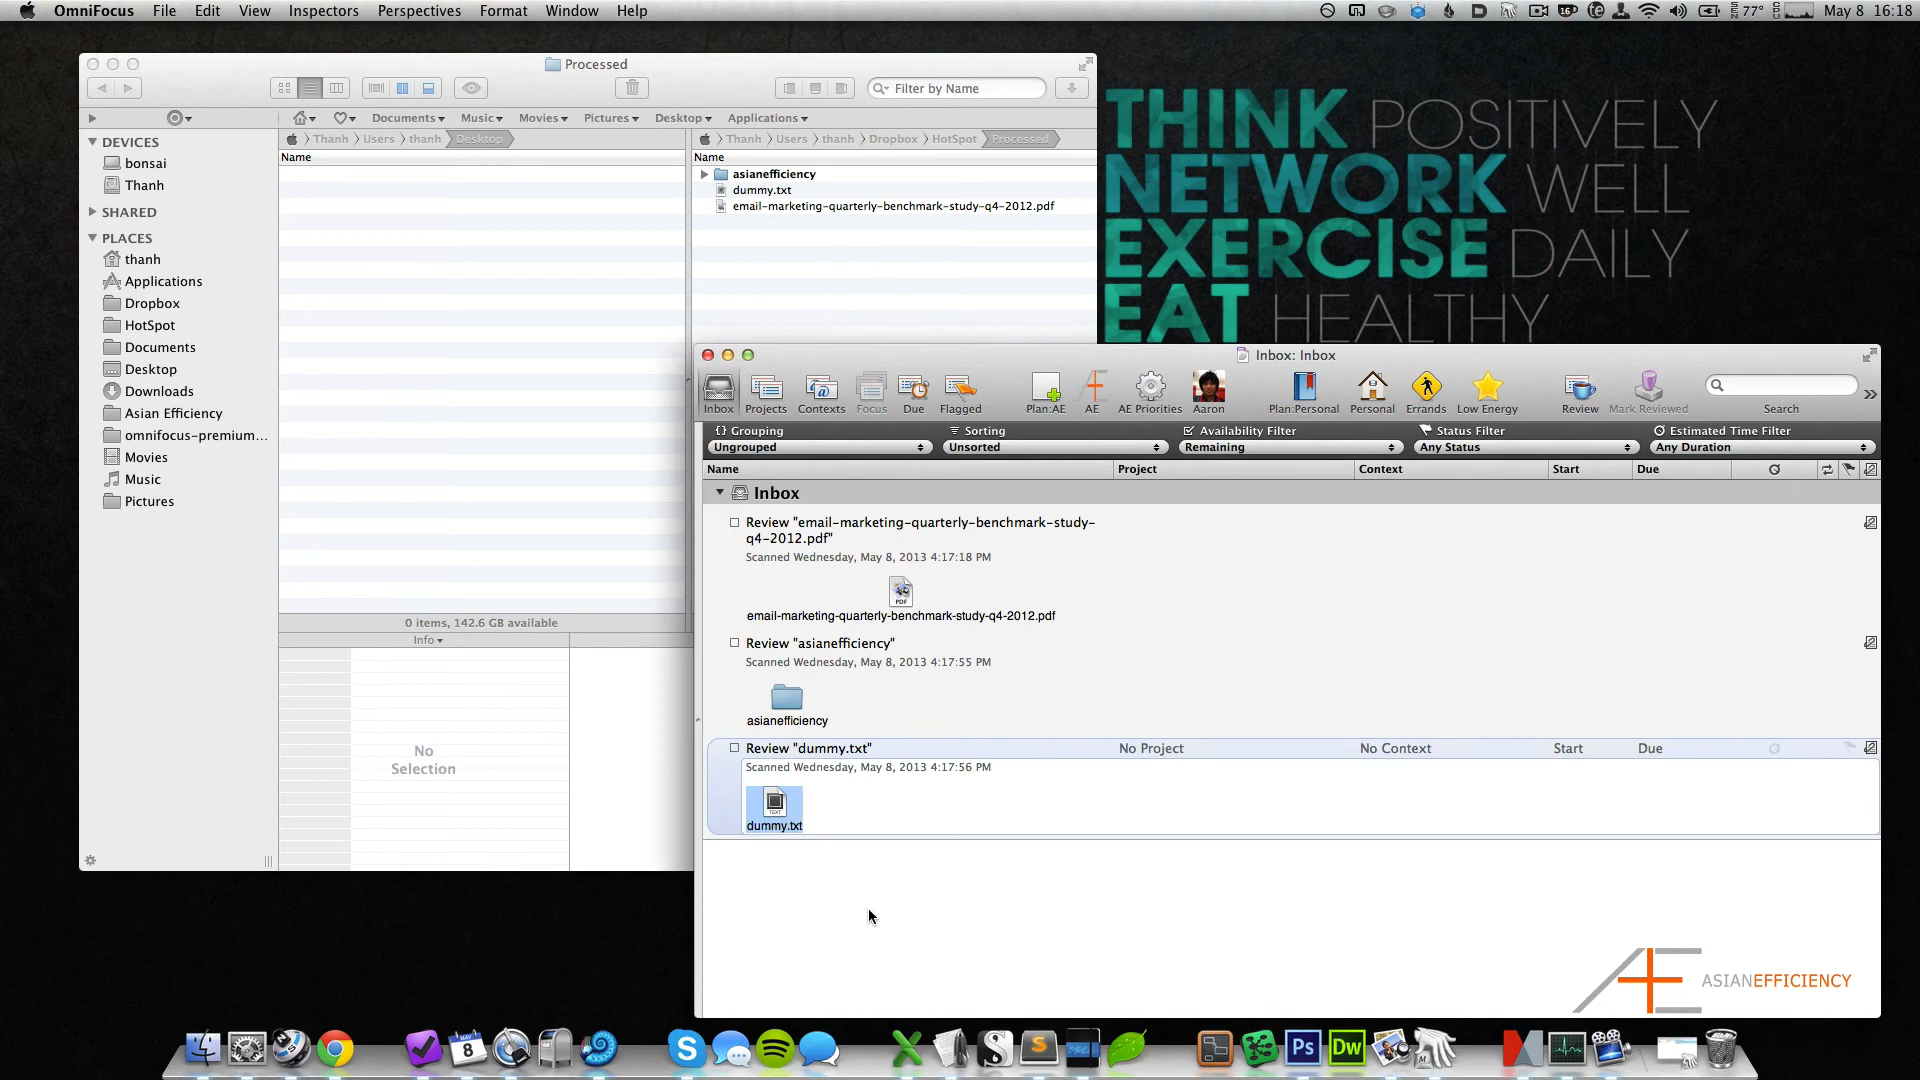 OmniFocus File Edit View Inspectors Perspectives Format Window Help
16 77° May 8 16:18
Processed
Filter by Name
Documents Music Movies Pictures Desktop Applications
Thanh Users thanh Desktop
Thanh Users thanh Dropbox HotSpot Processed
Name
Name
DEVICES
bonsai
Thanh
SHARED
PLACES
thanh
Applications
Dropbox
HotSpot
Documents
Desktop
Downloads
Asian Efficiency
omnifocus-premium...
Movies
Music
Pictures
asianefficiency
dummy.txt
email-marketing-quarterly-benchmark-study-q4-2012.pdf
0 items, 142.6 GB available
Info
No
Selection
THINK POSITIVELY
NETWORK WELL
EXERCISE DAILY
EAT HEALTHY
Inbox: Inbox
Inbox Projects Contexts Focus Due Flagged Plan:AE AE AE Priorities Aaron Plan:Personal Personal Errands Low Energy Review Mark Reviewed Search
Grouping Sorting Availability Filter Status Filter Estimated Time Filter
Ungrouped Unsorted Remaining Any Status Any Duration
Name Project Context Start Due
Inbox
Review "email-marketing-quarterly-benchmark-study-
q4-2012.pdf"
Scanned Wednesday, May 8, 2013 4:17:18 PM
PDF
email-marketing-quarterly-benchmark-study-q4-2012.pdf
Review "asianefficiency"
Scanned Wednesday, May 8, 2013 4:17:55 PM
asianefficiency
Review "dummy.txt" No Project No Context Start Due
Scanned Wednesday, May 8, 2013 4:17:56 PM
TEXT
dummy.txt
AE ASIANEFFICIENCY
MAY
8
Ps Dw